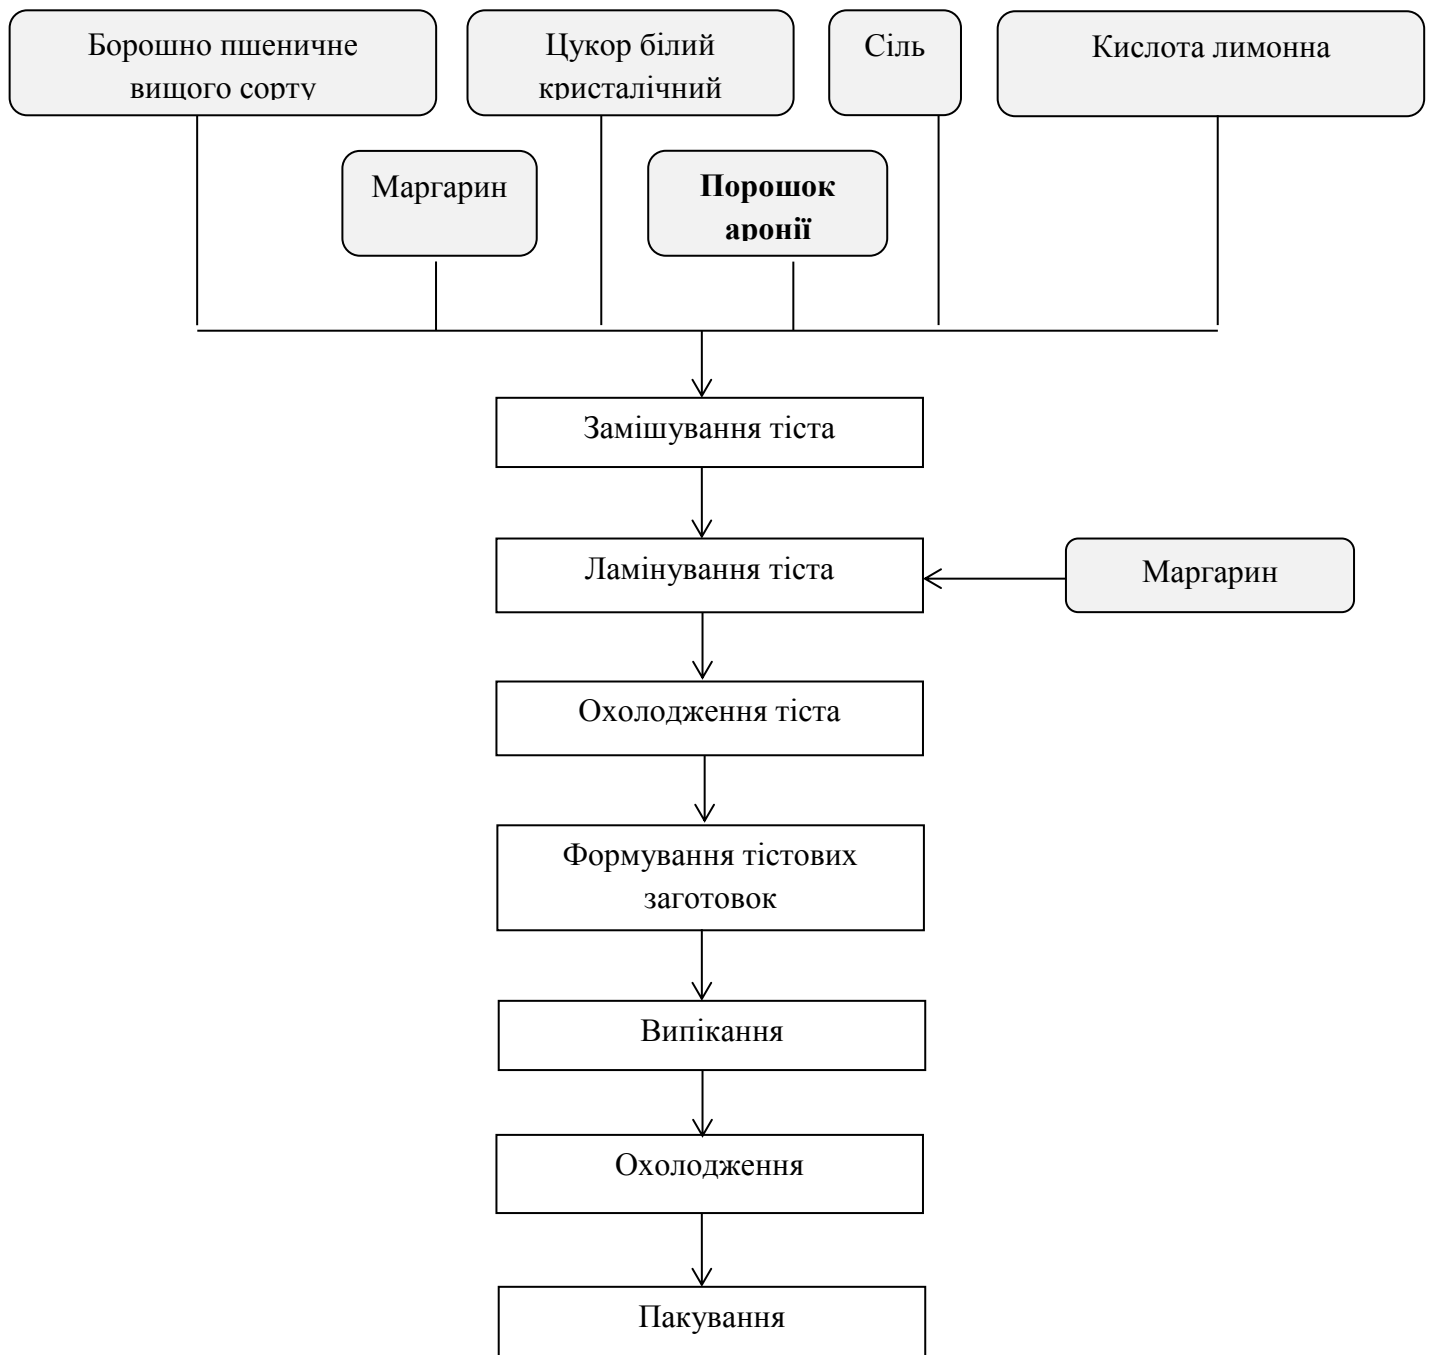 Борошно пшеничне
вищого сорту
Цукор білий
кристалічний
Сіль
Кислота лимонна
Маргарин
Порошок
аронії
Замішування тіста
Ламінування тіста
Маргарин
Охолодження тіста
Формування тістових
заготовок
Випікання
Охолодження
Пакування